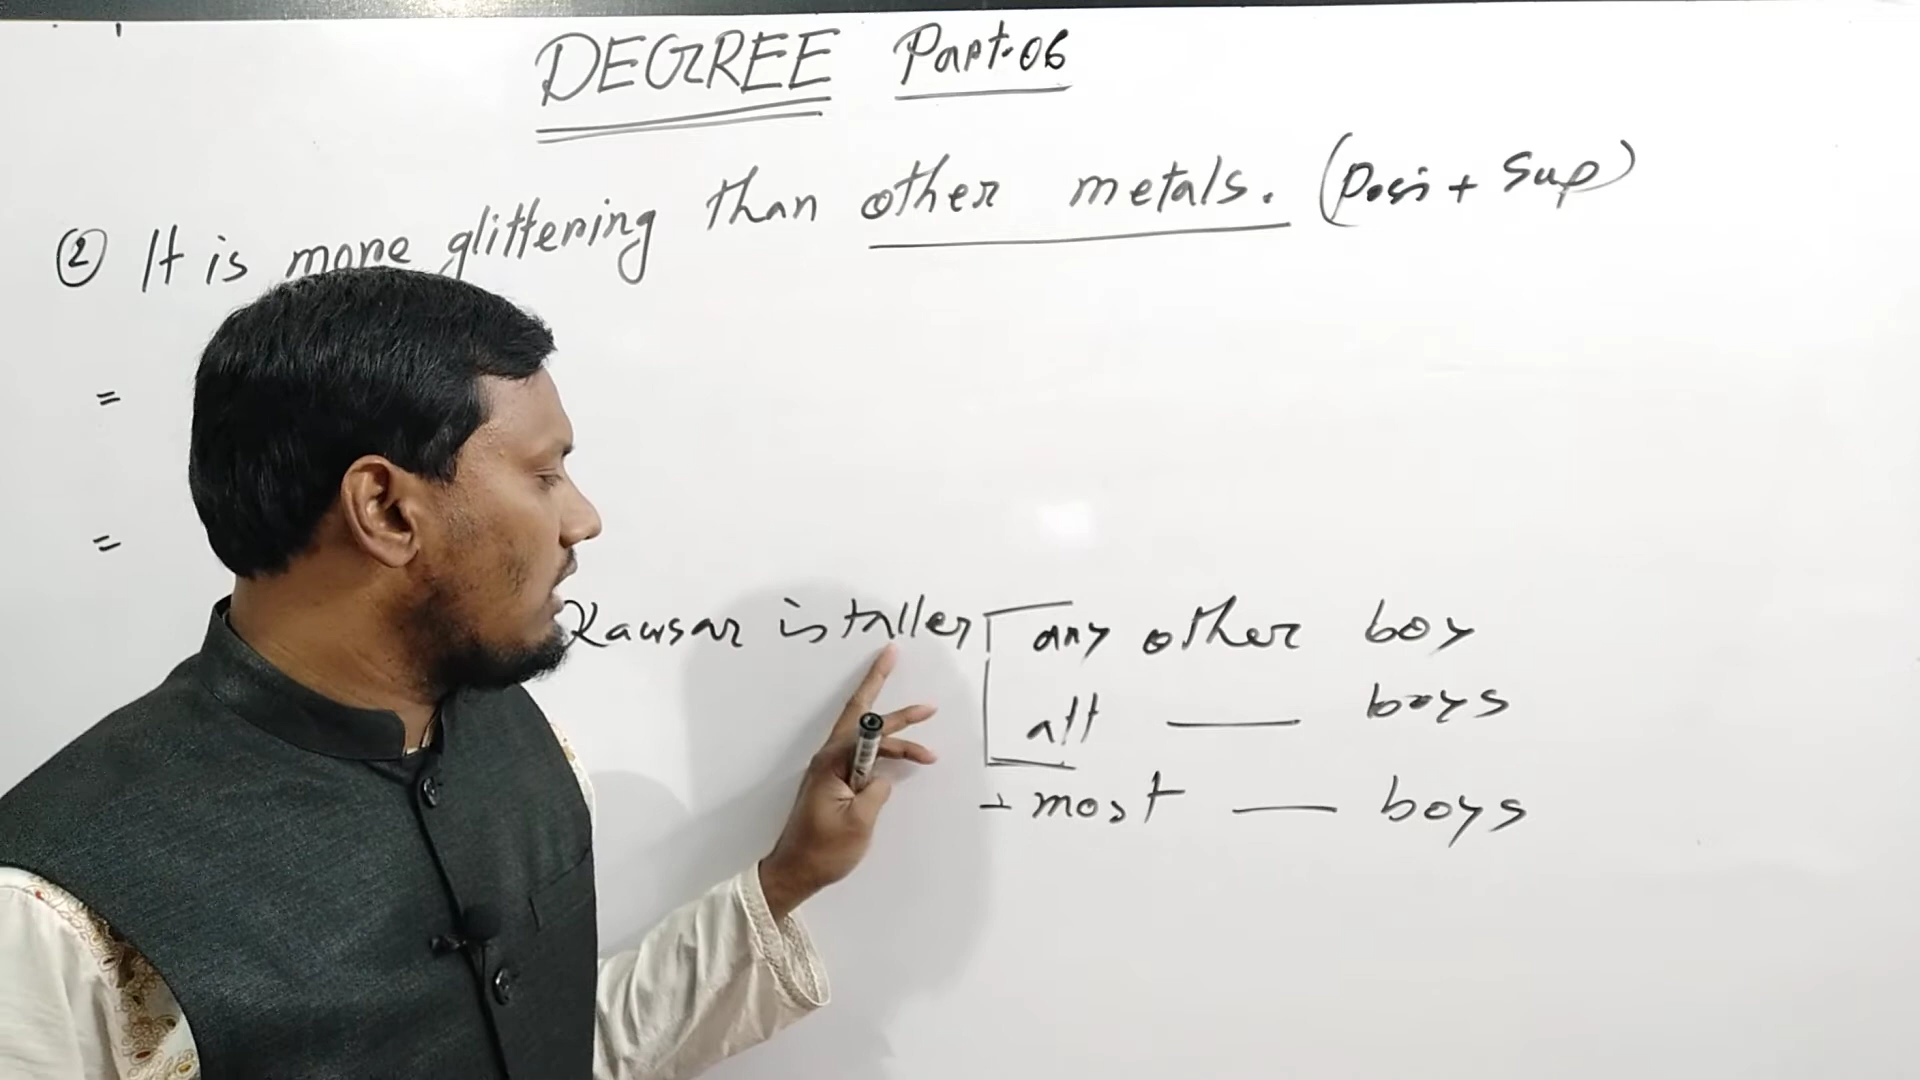 DEGREE Part-06
② It is more glittering than other metals. (Posi + Sup)
=
=
Kawsar is taller any other boy
all — boys
+ most — boys